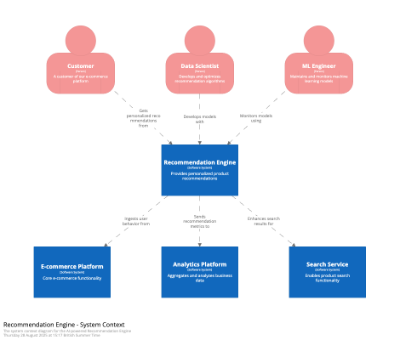 Customer
[Person]
A customer of the e-commerce
platform
Data Scientist
[Person]
Develops and optimizes
recommendation algorithms
ML Engineer
[Person]
Maintains and monitors machine
learning models
Gets
personalized reco
mmendations
from
Develops models
with
Monitors models
using
Recommendation Engine
[Software System]
Provides personalized product
recommendations
Ingests user
behavior from
Sends
recommendation
metrics to
Enhances search
results for
E-commerce Platform
[Software System]
Core e-commerce functionality
Analytics Platform
[Software System]
Aggregates and analyzes business
data
Search Service
[Software System]
Enables product search
functionality
Recommendation Engine - System Context
The system context diagram for the ecommerce Recommendation Engine